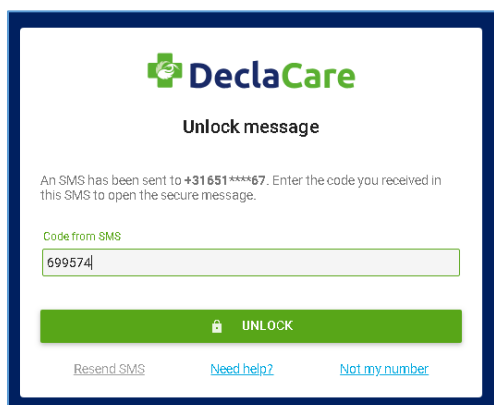 DeclaCare
Unlock message
An SMS has been sent to +31651****67. Enter the code you received in
this SMS to open the secure message.
Code from SMS
699574
UNLOCK
Resend SMS Need help? Not my number